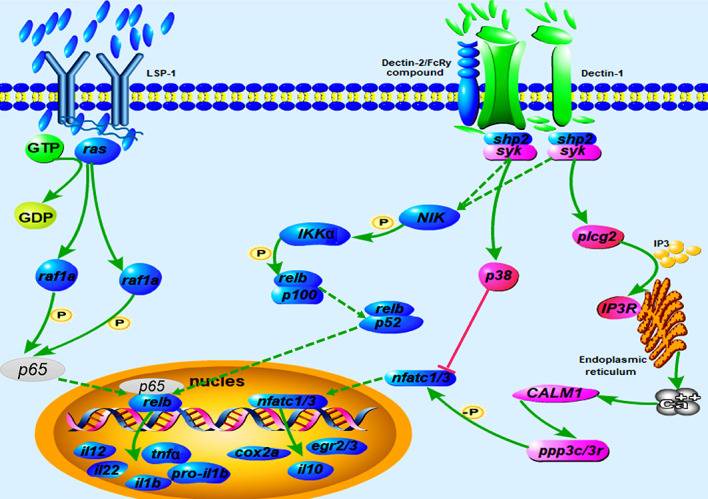 LSP-1
Dectin-2/FcRγ
compound
Dectin-1
GTP
ras
GDP
raf1a
raf1a
P
P
p65
shp2
syk
shp2
syk
NIK
P
IKKα
P
relb
p100
relb
p52
p38
plcg2
IP3
IP3R
Endoplasmic
reticulum
Ca++
CALM1
ppp3c/3r
-P
nfatc1/3
nucles
p65
relb
nfatc1/3
il12
il22
tnfα
il1b
pro-il1b
cox2a
egr2/3
il10